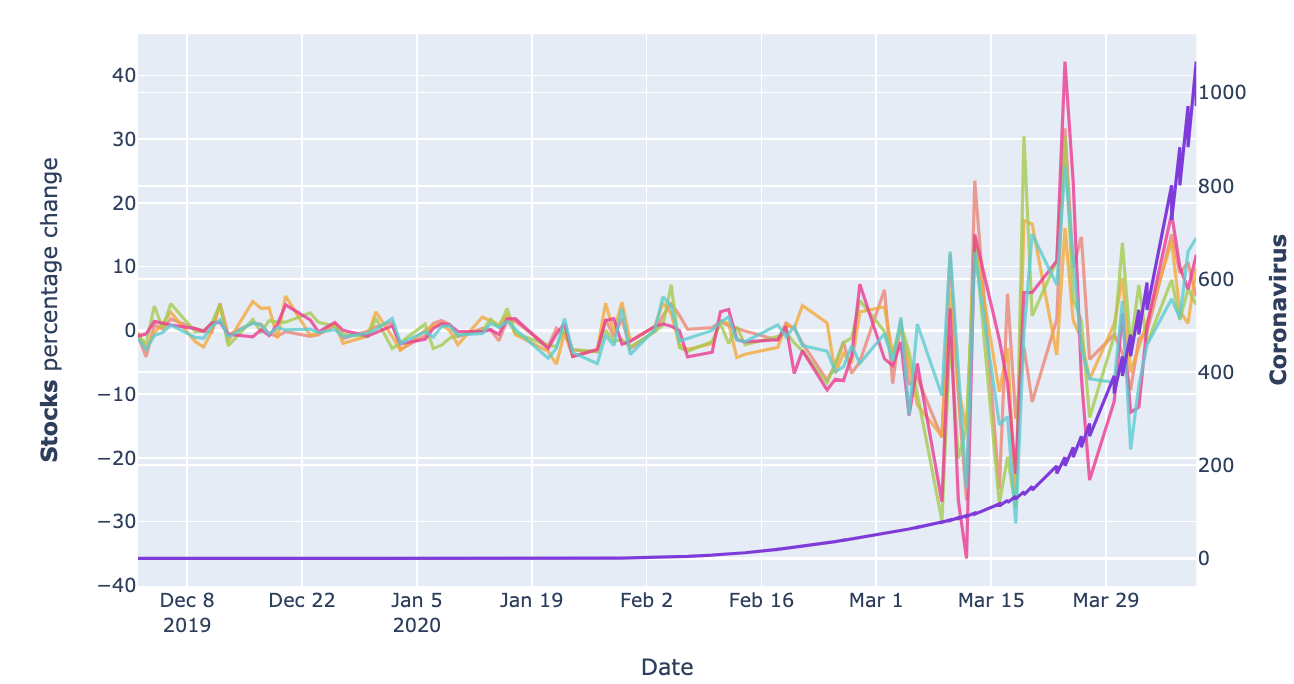 40
30
20
10
0
−10
−20
−30
−40
Stocks percentage change
1000
800
600
400
200
0
Coronavirus
Dec 8
2019
Dec 22
Jan 5
2020
Jan 19
Feb 2
Feb 16
Mar 1
Mar 15
Mar 29
Date